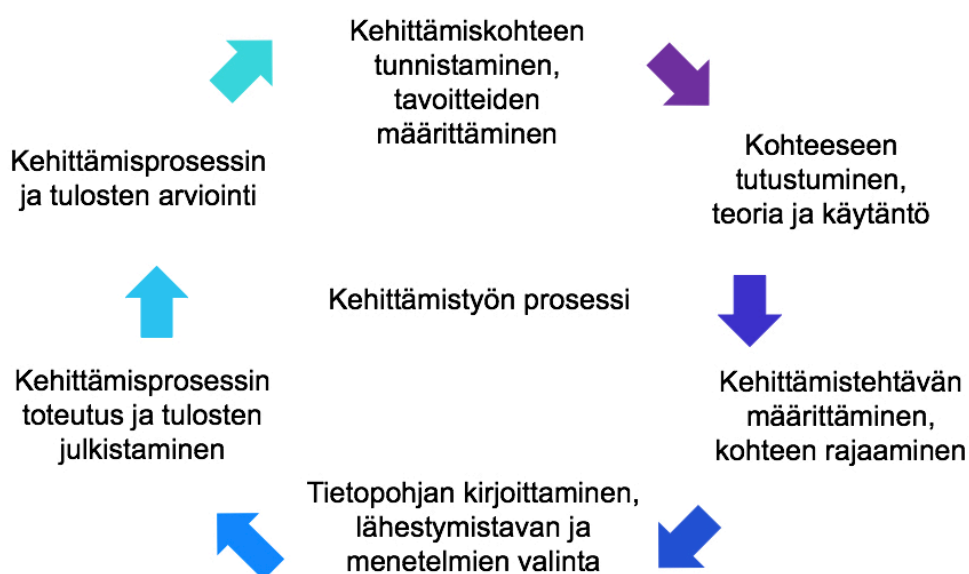 Kehittämiskohteen
tunnistaminen,
tavoitteiden
määrittäminen
Kohteeseen
tutustuminen,
teoria ja käytäntö
Kehittämistehtävän
määrittäminen,
kohteen rajaaminen
Tietopohjan kirjoittaminen,
lähestymistavan ja
menetelmien valinta
Kehittämisprosessin
toteutus ja tulosten
julkistaminen
Kehittämisprosessin
ja tulosten arviointi
Kehittämistyön prosessi